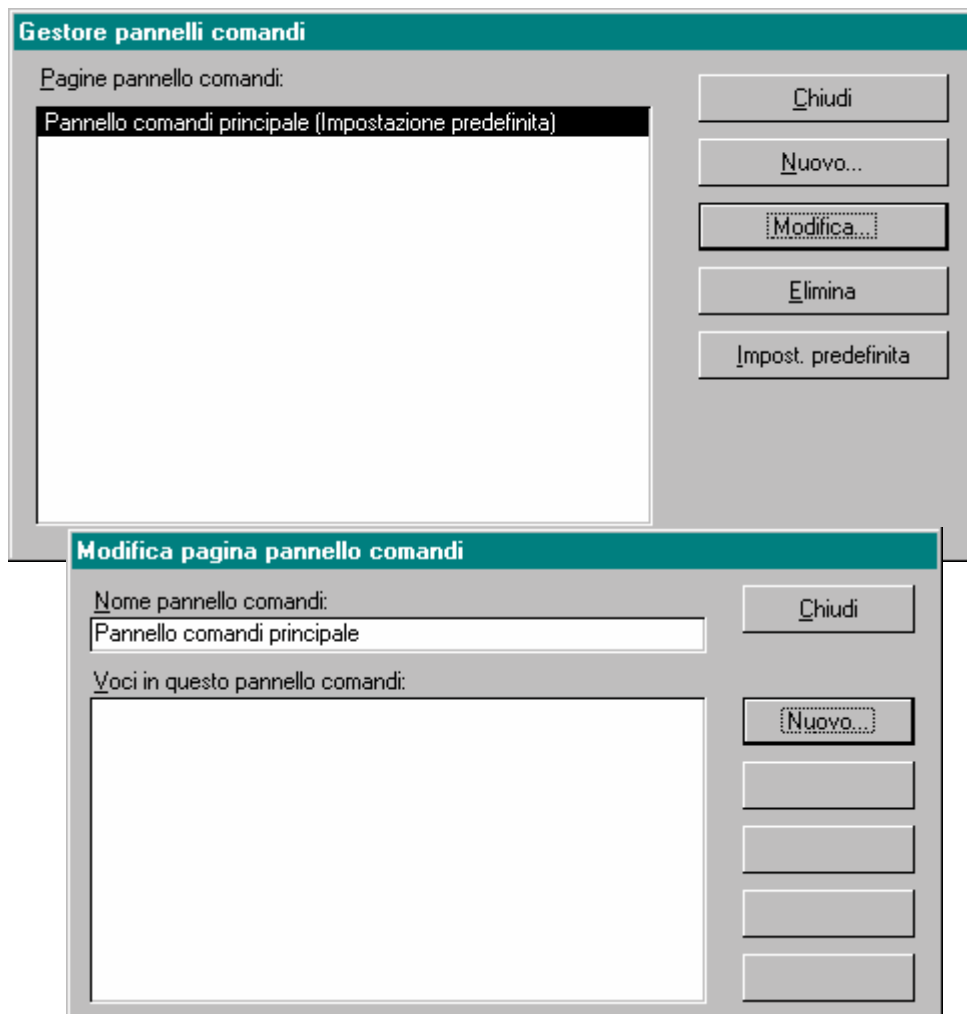 Gestore pannelli comandi
Pagine pannello comandi:
Pannello comandi principale (Impostazione predefinita)
Chiudi
Nuovo...
Modifica...
Elimina
Impost. predefinita
Modifica pagina pannello comandi
Nome pannello comandi:
Pannello comandi principale
Chiudi
Voci in questo pannello comandi:
Nuovo...